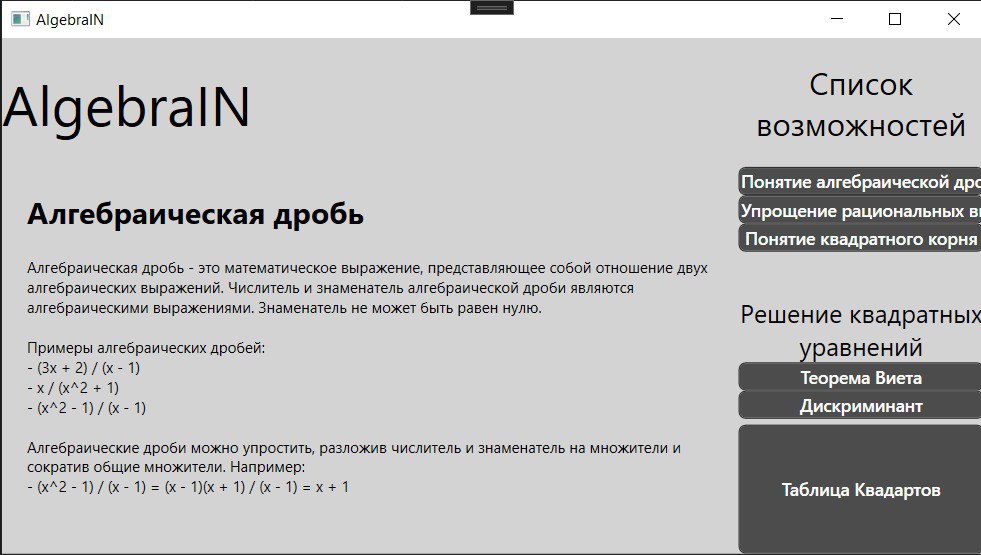 AlgebraIN
AlgebraIN
Алгебраическая дробь
Алгебраическая дробь - это математическое выражение, представляющее собой отношение двух
алгебраических выражений. Числитель и знаменатель алгебраической дроби являются
алгебраическими выражениями. Знаменатель не может быть равен нулю.
Примеры алгебраических дробей:
- (3x + 2) / (x - 1)
- x / (x^2 + 1)
- (x^2 - 1) / (x - 1)
Алгебраические дроби можно упростить, разложив числитель и знаменатель на множители и
сократив общие множители. Например:
- (x^2 - 1) / (x - 1) = (x - 1)(x + 1) / (x - 1) = x + 1
Список
возможностей
Понятие алгебраической
Упрощение рациональных
Понятие квадратного корня
Решение квадратных
уравнений
Теорема Виета
Дискриминант
Таблица Квадартов